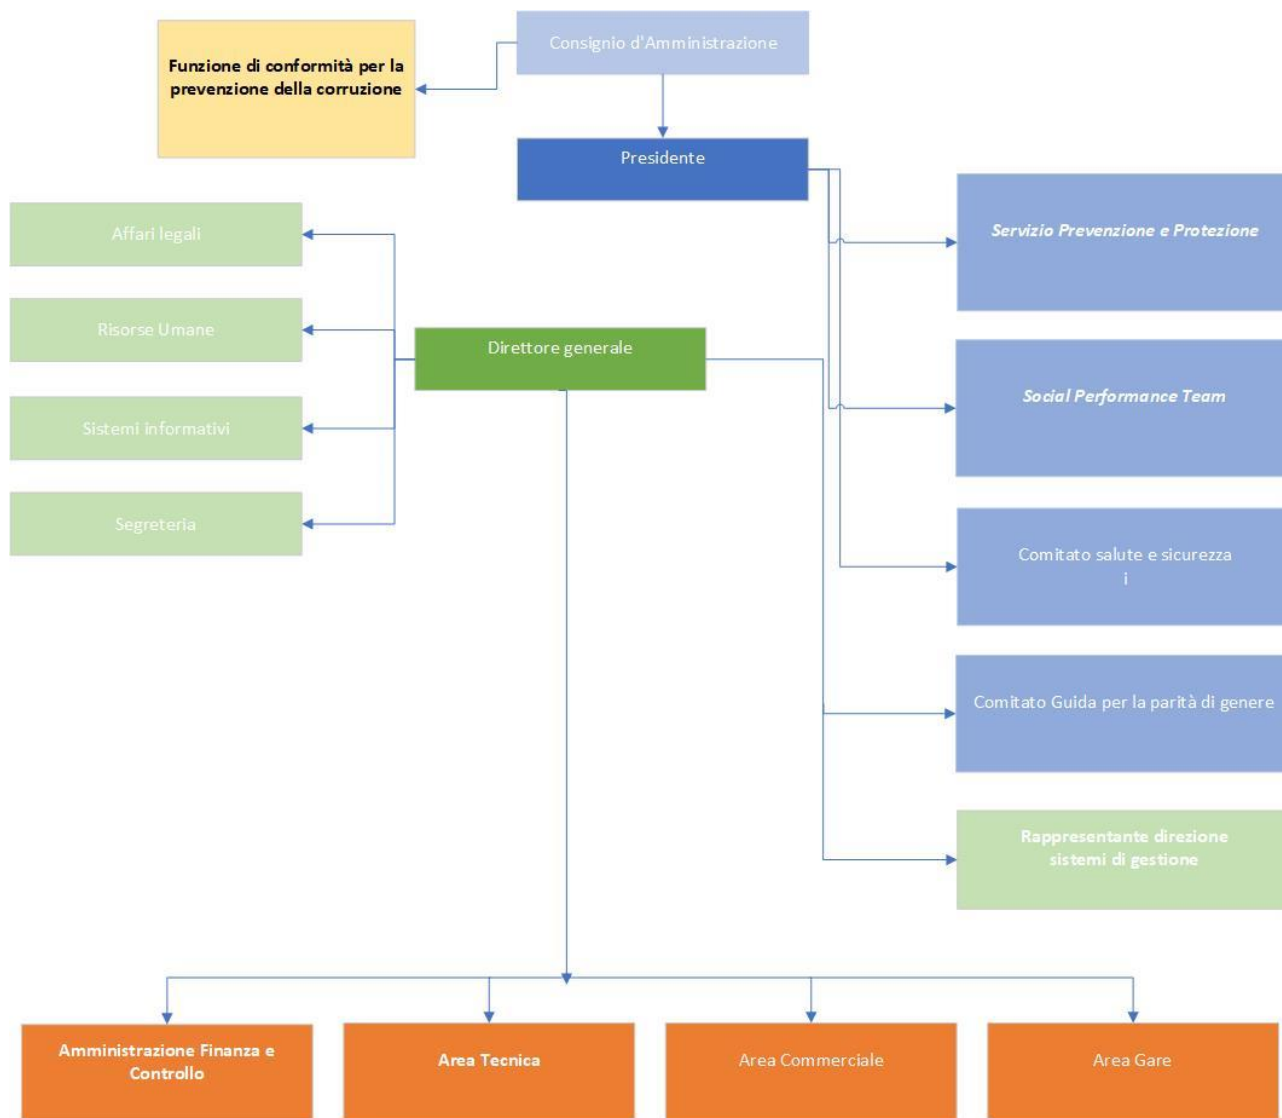 Consignio d'Amministrazione
Funzione di conformità per la
prevenzione della corruzione
Presidente
Servizio Prevenzione e Protezione
Affari legali
Risorse Umane
Direttore generale
Social Performance Team
Sistemi informativi
Segreteria
Comitato salute e sicurezza
i
Comitato Guida per la parità di genere
Rappresentante direzione
sistemi di gestione
Amministrazione Finanza e
Controllo
Area Tecnica
Area Commerciale
Area Gare